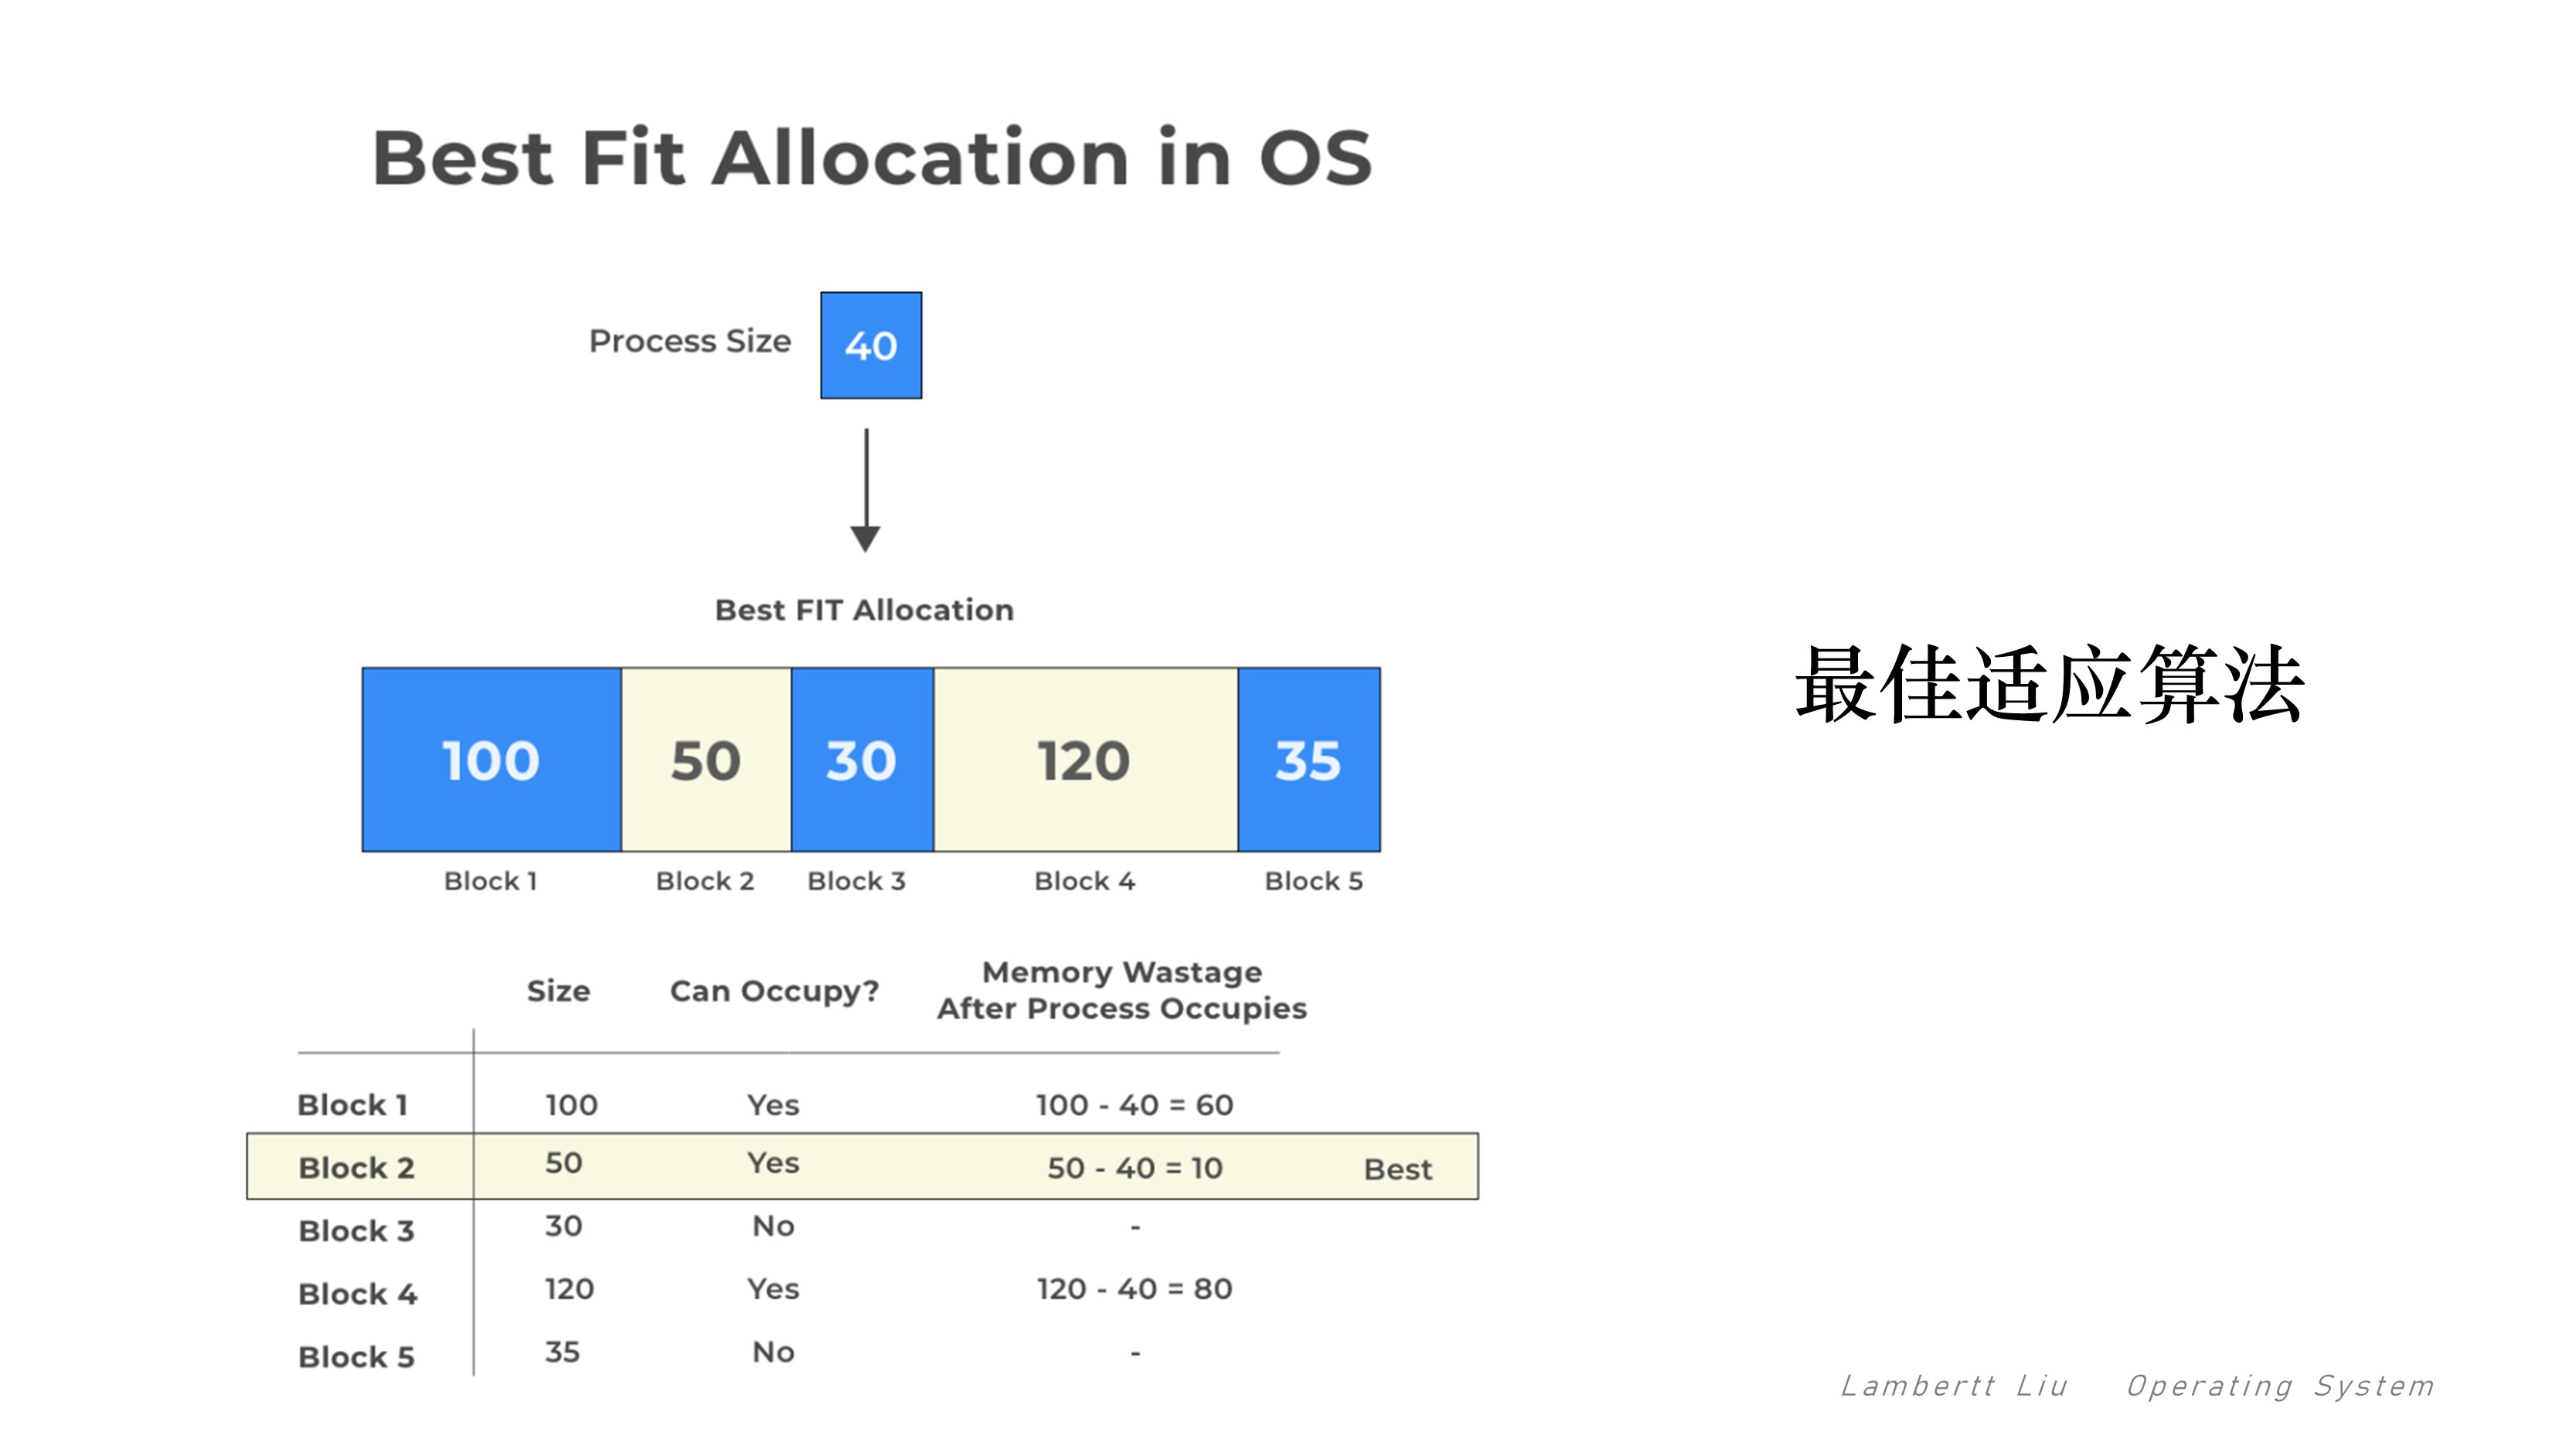 Best Fit Allocation in OS
Process Size 40
Best FIT Allocation
100 50 30 120 35
Block 1 Block 2 Block 3 Block 4 Block 5
最佳适应算法
Size Can Occupy? Memory Wastage
After Process Occupies
Block 1 100 Yes 100 - 40 = 60
Block 2 50 Yes 50 - 40 = 10 Best
Block 3 30 No -
Block 4 120 Yes 120 - 40 = 80
Block 5 35 No -
Lambertt Liu Operating System